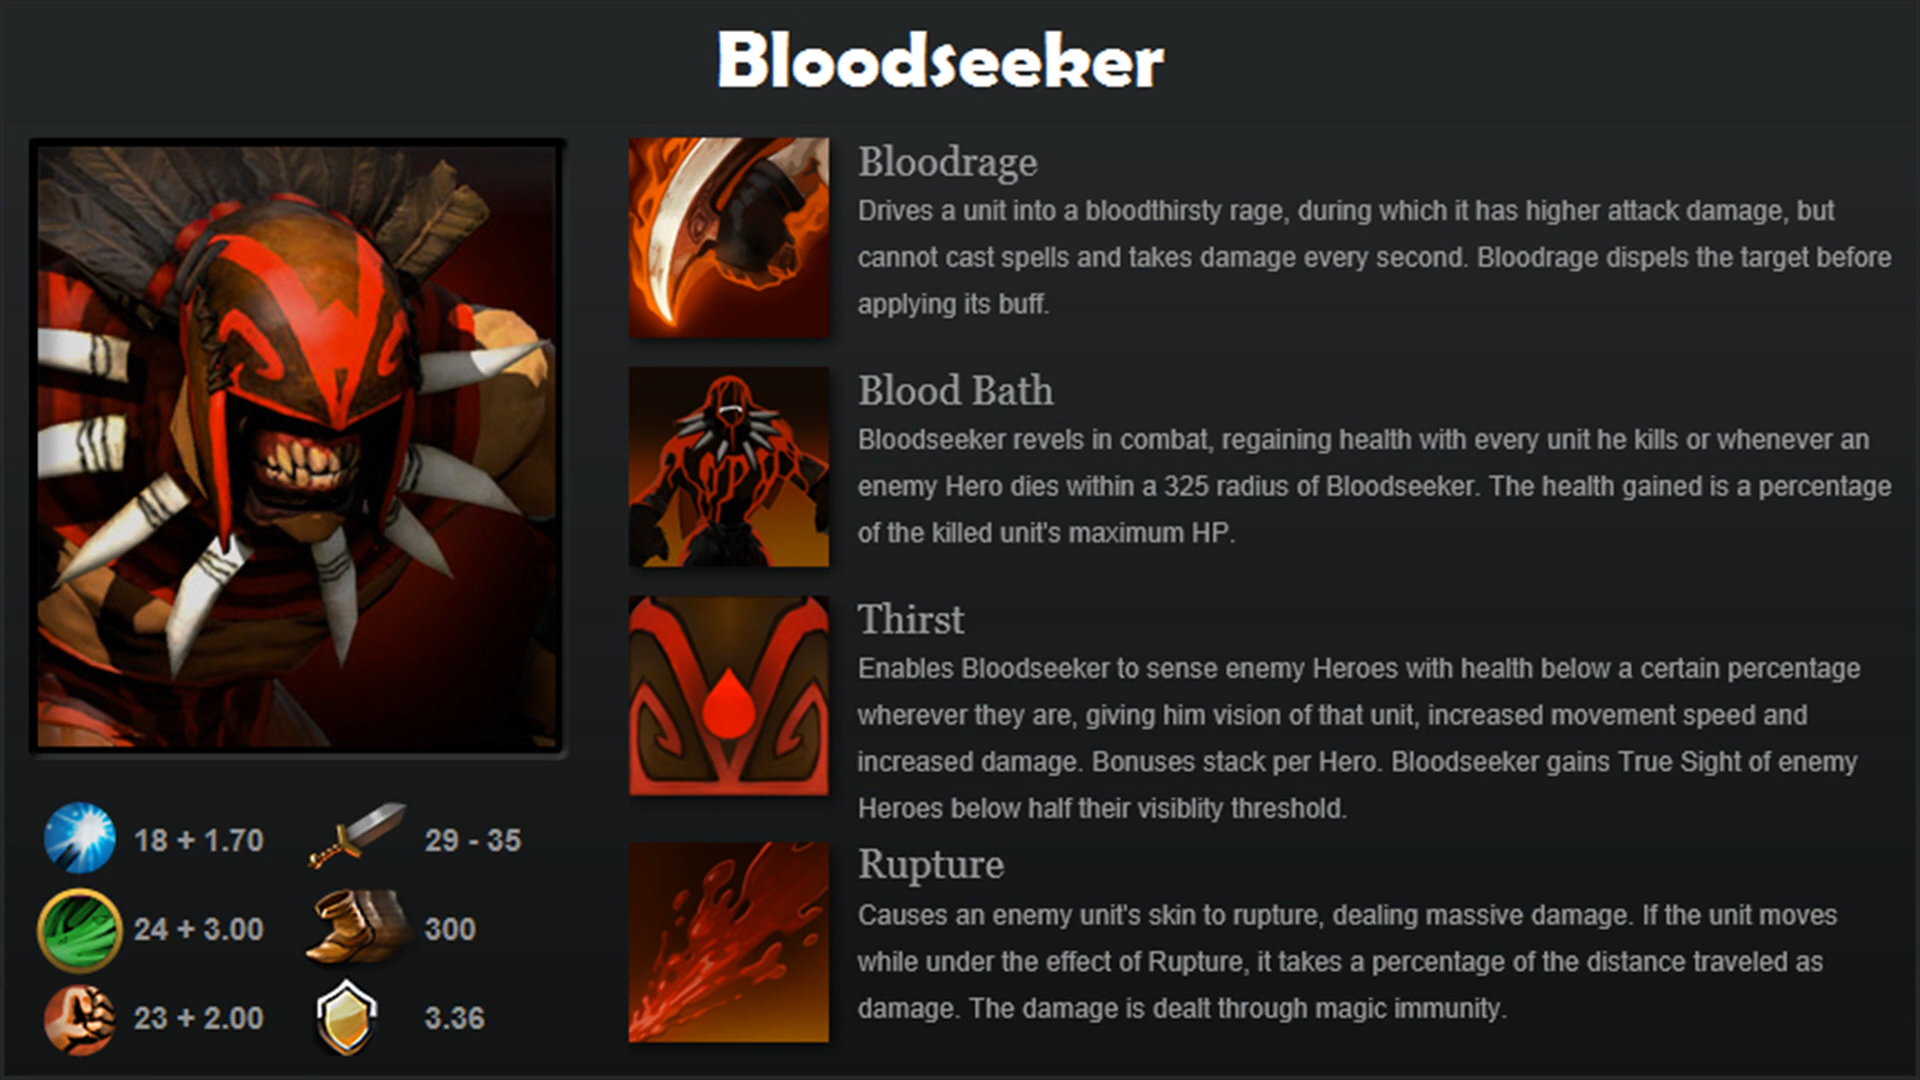 Bloodseeker
Bloodrage
Drives a unit into a bloodthirsty rage, during which it has higher attack damage, but
cannot cast spells and takes damage every second. Bloodrage dispels the target before
applying its buff.
Blood Bath
Bloodseeker revels in combat, regaining health with every unit he kills or whenever an
enemy Hero dies within a 325 radius of Bloodseeker. The health gained is a percentage
of the killed unit's maximum HP.
Thirst
Enables Bloodseeker to sense enemy Heroes with health below a certain percentage
wherever they are, giving him vision of that unit, increased movement speed and
increased damage. Bonuses stack per Hero. Bloodseeker gains True Sight of enemy
Heroes below half their visiblity threshold.
Rupture
Causes an enemy unit's skin to rupture, dealing massive damage. If the unit moves
while under the effect of Rupture, it takes a percentage of the distance traveled as
damage. The damage is dealt through magic immunity.
18 + 1.70
29 - 35
24 + 3.00
300
23 + 2.00
3.36